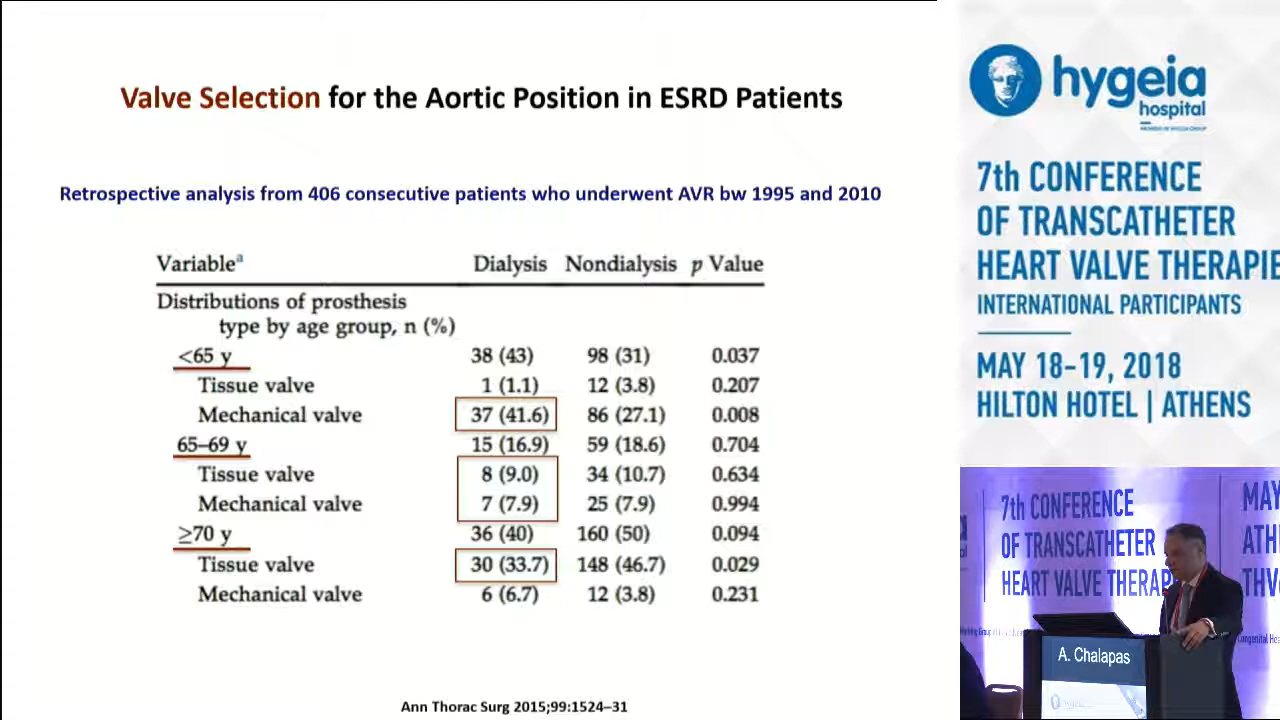 Valve Selection for the Aortic Position in ESRD Patients
Retrospective analysis from 406 consecutive patients who underwent AVR bw 1995 and 2010
Variableᵃ Dialysis Nondialysis p Value
Distributions of prosthesis
type by age group, n (%)
<65 y 38 (43) 98 (31) 0.037
Tissue valve 1 (1.1) 12 (3.8) 0.207
Mechanical valve 37 (41.6) 86 (27.1) 0.008
65–69 y 15 (16.9) 59 (18.6) 0.704
Tissue valve 8 (9.0) 34 (10.7) 0.634
Mechanical valve 7 (7.9) 25 (7.9) 0.994
≥70 y 36 (40) 160 (50) 0.094
Tissue valve 30 (33.7) 148 (46.7) 0.029
Mechanical valve 6 (6.7) 12 (3.8) 0.231
Ann Thorac Surg 2015;99:1524–31
hygeia
hospital
7th CONFERENCE
OF TRANSCATHETER
HEART VALVE THERAPIE
INTERNATIONAL PARTICIPANTS
MAY 18-19, 2018
HILTON HOTEL | ATHENS
7th CONFERENCE
OF TRANSCATHETER
HEART VALVE THERAP
MAY
ATH
THV
A. Chalapas